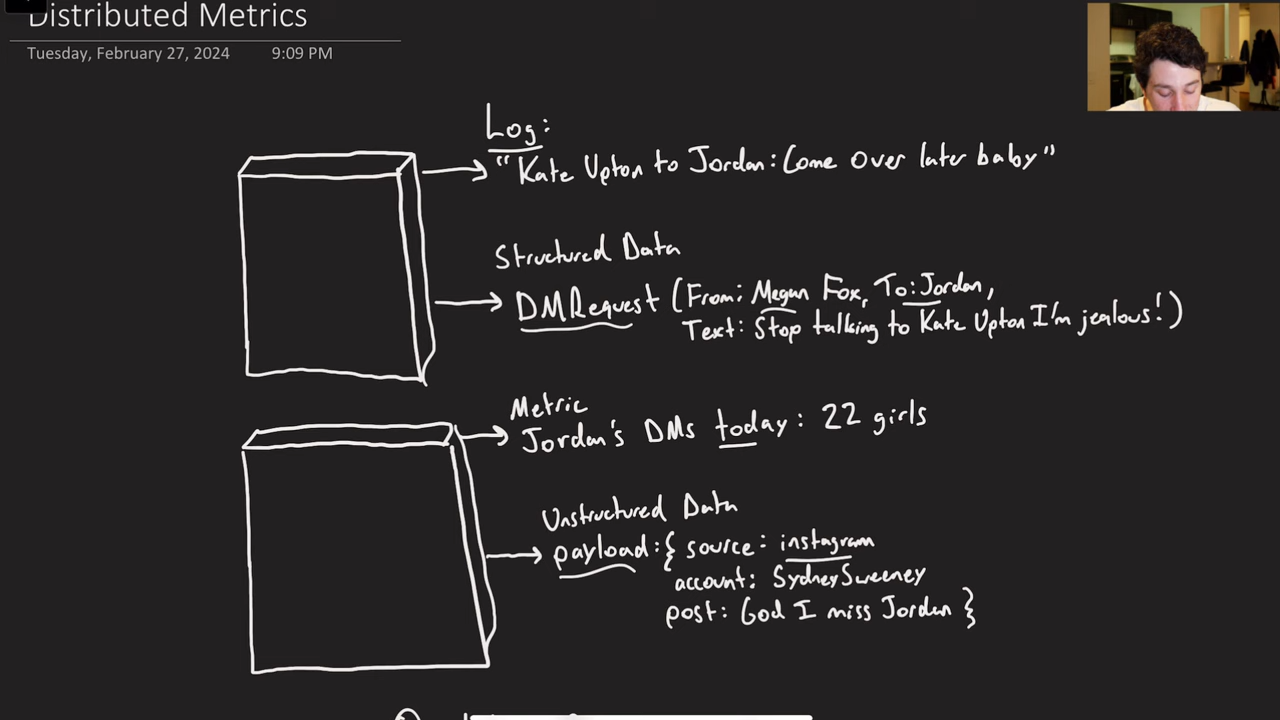 Distributed Metrics
Tuesday, February 27, 2024 9:09 PM
Log:
"Kate Upton to Jordan: Come over later baby"
Structured Data
DMRequest (From: Megan Fox, To: Jordan,
Text: Stop talking to Kate Upton I'm jealous!)
Metric
Jordan's DMs today: 22 girls
Unstructured Data
payload: { source: instagram
account: SydneySweeney
post: God I miss Jordan }